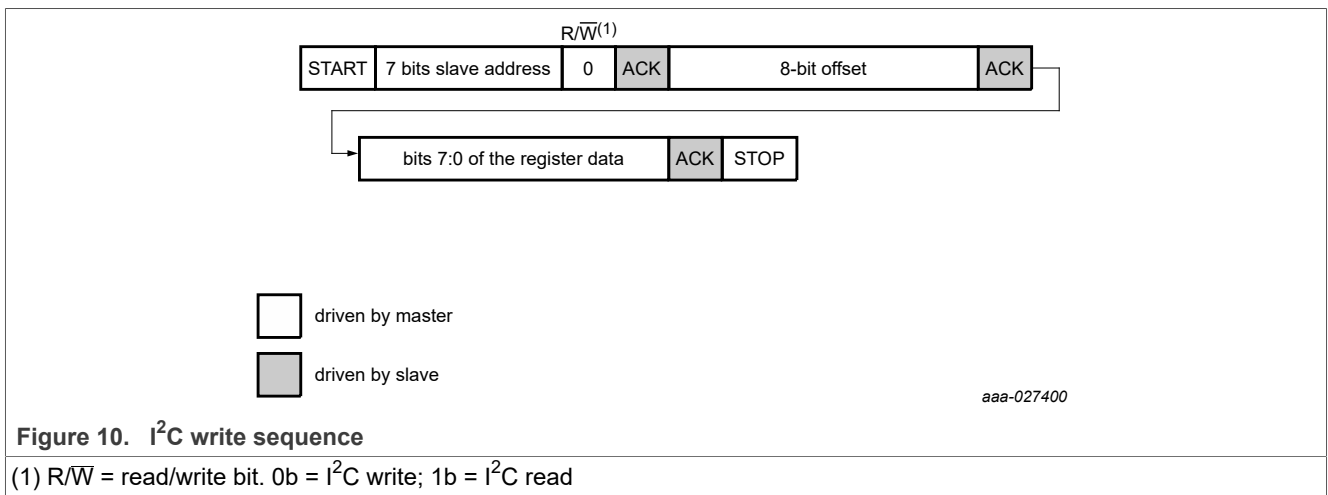 R/W̅(1)
START 7 bits slave address 0 ACK 8-bit offset ACK
bits 7:0 of the register data ACK STOP
driven by master
driven by slave
aaa-027400
Figure 10. I²C write sequence
(1) R/W̅ = read/write bit. 0b = I²C write; 1b = I²C read